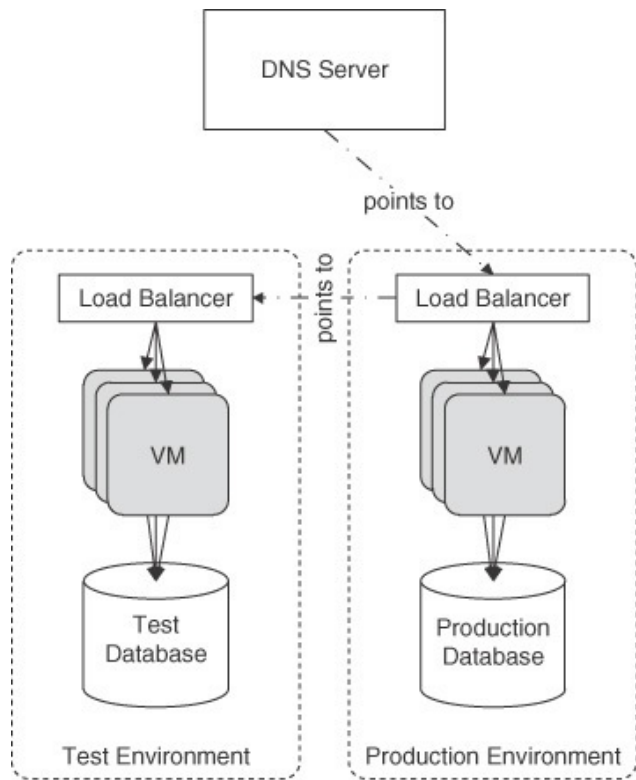 DNS Server
points to
Load Balancer
points to
Load Balancer
VM
VM
Test
Database
Production
Database
Test Environment
Production Environment